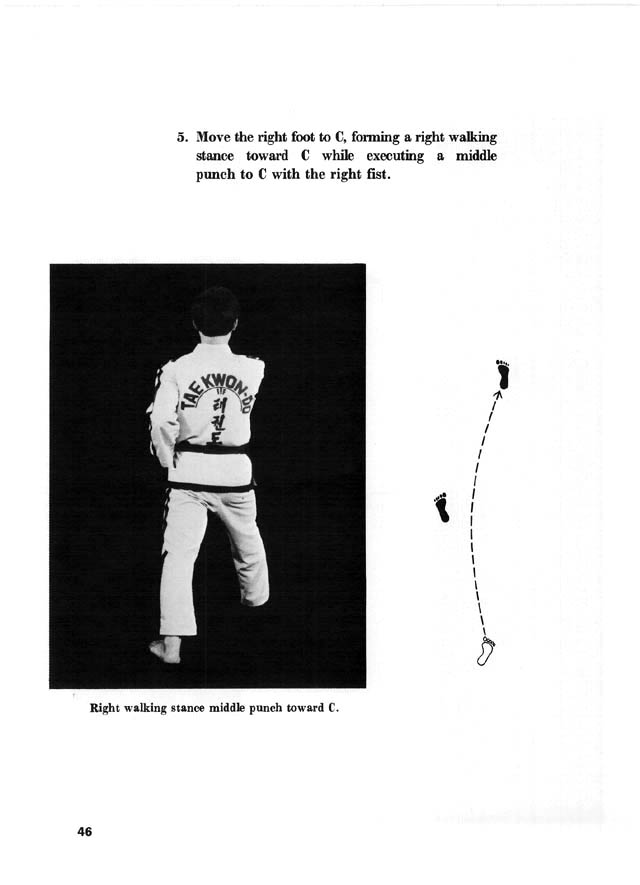 5. Move the right foot to C, forming a right walking
stance toward C while executing a middle
punch to C with the right fist.
TAEKWON-DO
ITF
태
권
도
Right walking stance middle punch toward C.
46